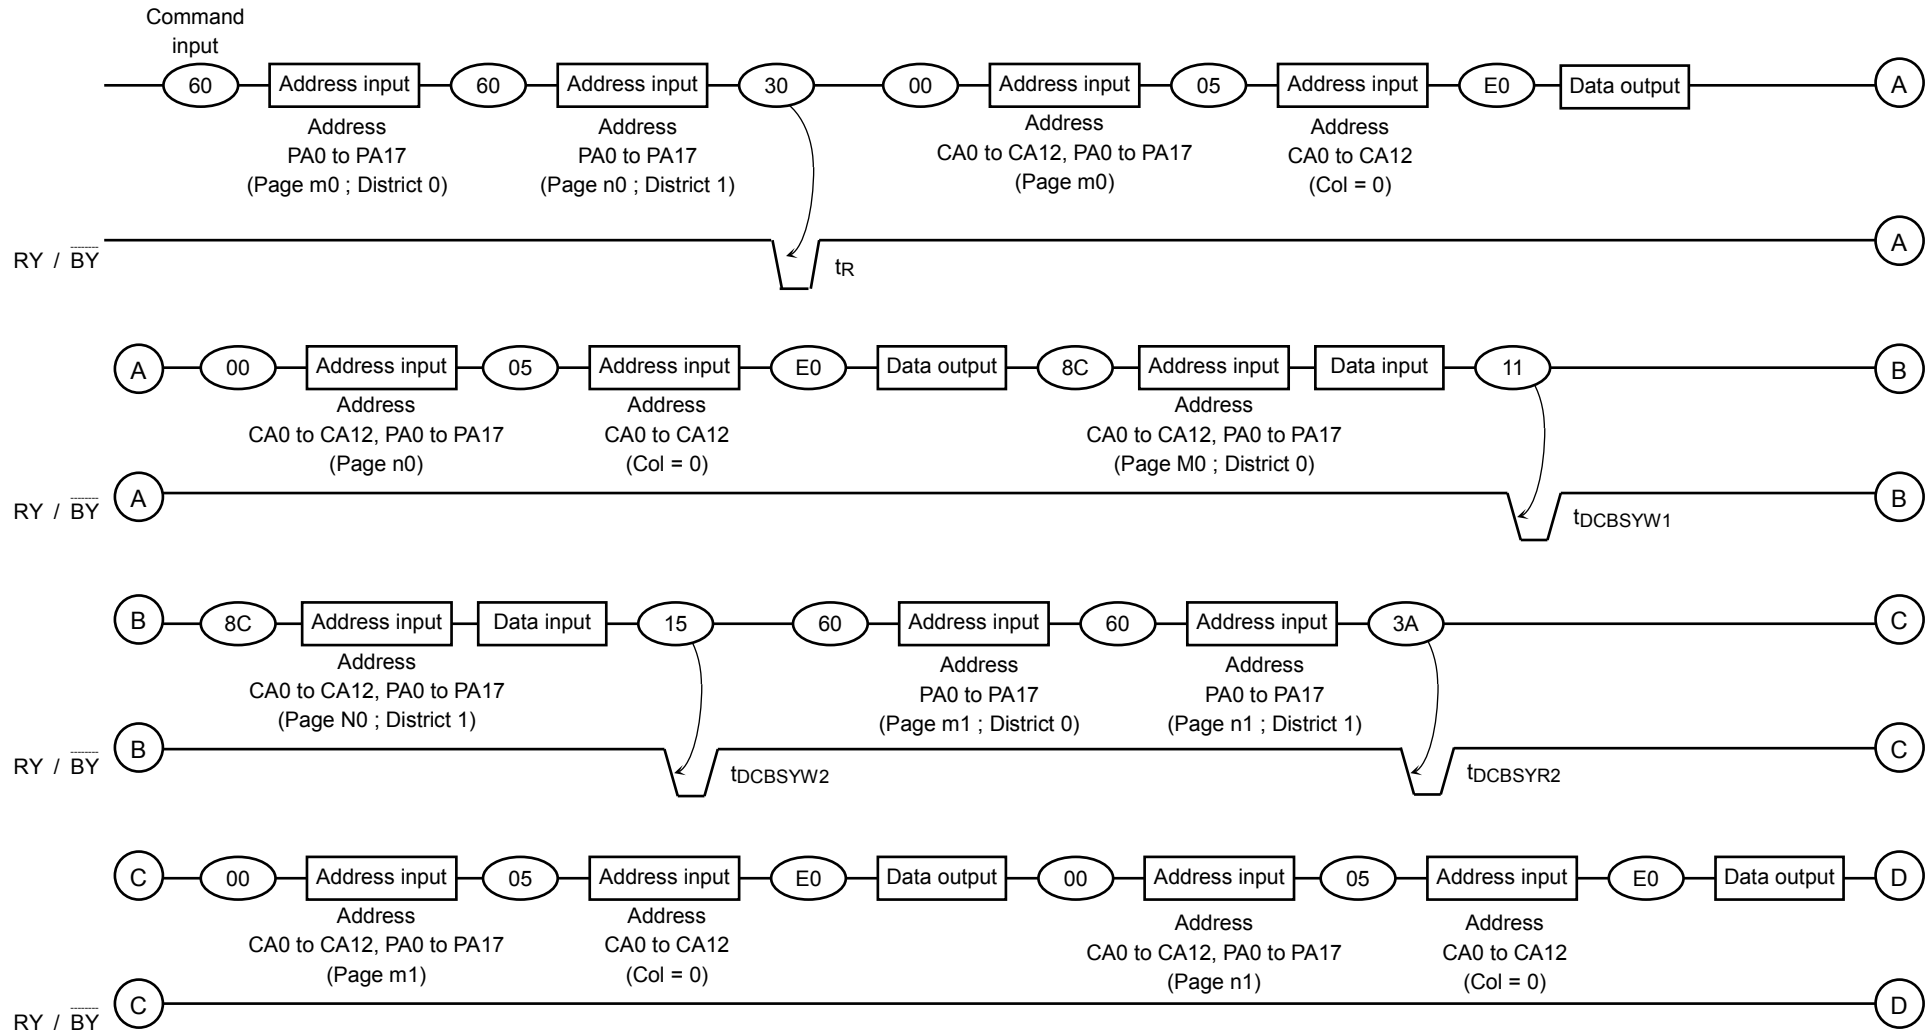 Command
input
60 Address input 60 Address input 30 00 Address input 05 Address input E0 Data output A
Address
PA0 to PA17
(Page m0 ; District 0)
Address
PA0 to PA17
(Page n0 ; District 1)
Address
CA0 to CA12, PA0 to PA17
(Page m0)
Address
CA0 to CA12
(Col = 0)
RY / BY tR A
A 00 Address input 05 Address input E0 Data output 8C Address input Data input 11 B
Address
CA0 to CA12, PA0 to PA17
(Page n0)
Address
CA0 to CA12
(Col = 0)
Address
CA0 to CA12, PA0 to PA17
(Page M0 ; District 0)
RY / BY A tDCBSYW1 B
B 8C Address input Data input 15 60 Address input 60 Address input 3A C
Address
CA0 to CA12, PA0 to PA17
(Page N0 ; District 1)
Address
PA0 to PA17
(Page m1 ; District 0)
Address
PA0 to PA17
(Page n1 ; District 1)
RY / BY B tDCBSYW2 tDCBSYR2 C
C 00 Address input 05 Address input E0 Data output 00 Address input 05 Address input E0 Data output D
Address
CA0 to CA12, PA0 to PA17
(Page m1)
Address
CA0 to CA12
(Col = 0)
Address
CA0 to CA12, PA0 to PA17
(Page n1)
Address
CA0 to CA12
(Col = 0)
RY / BY C D